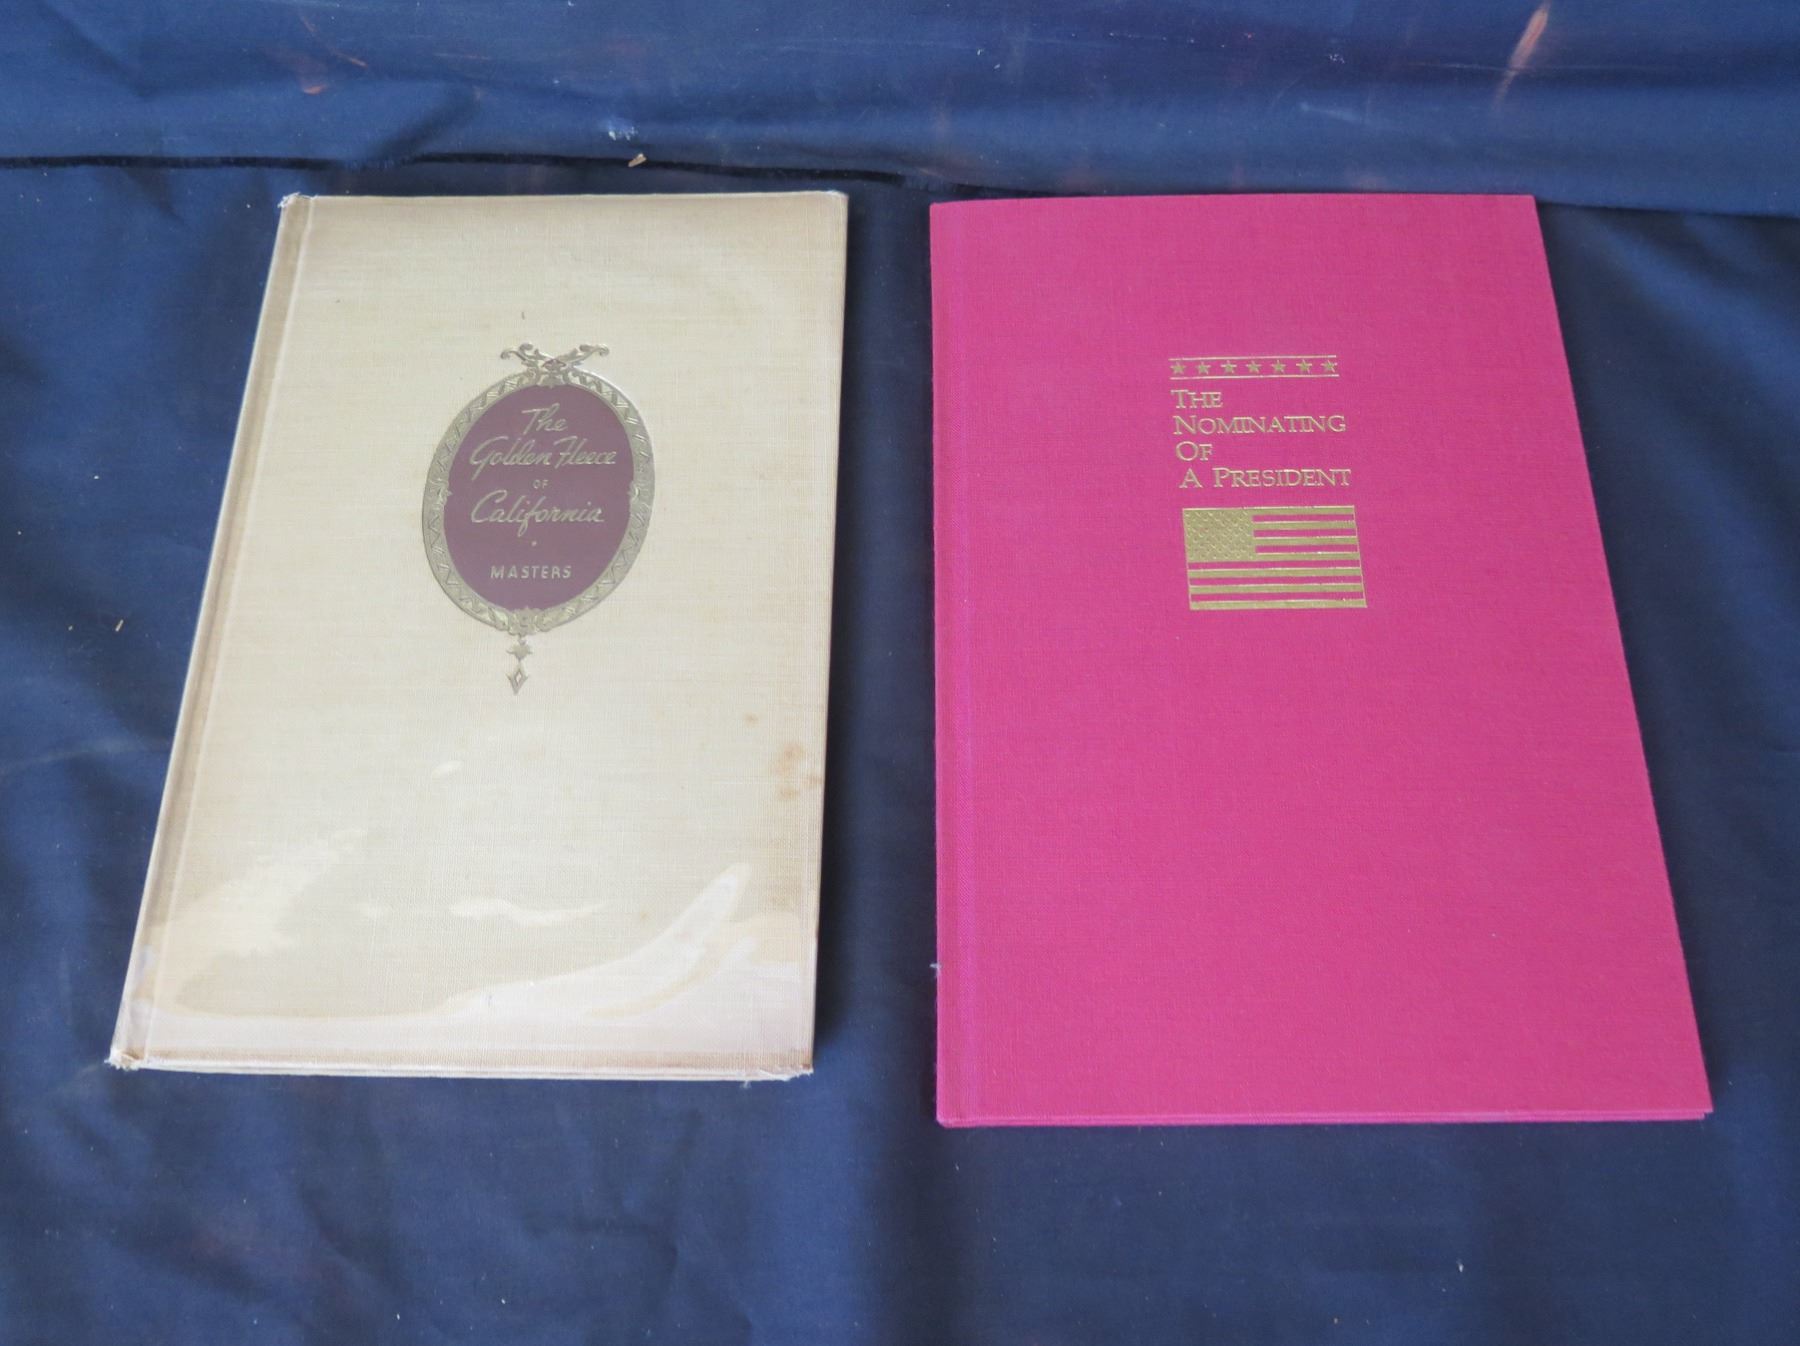 The
Golden Fleece
OF
California
MASTERS
THE
NOMINATING
OF
A PRESIDENT